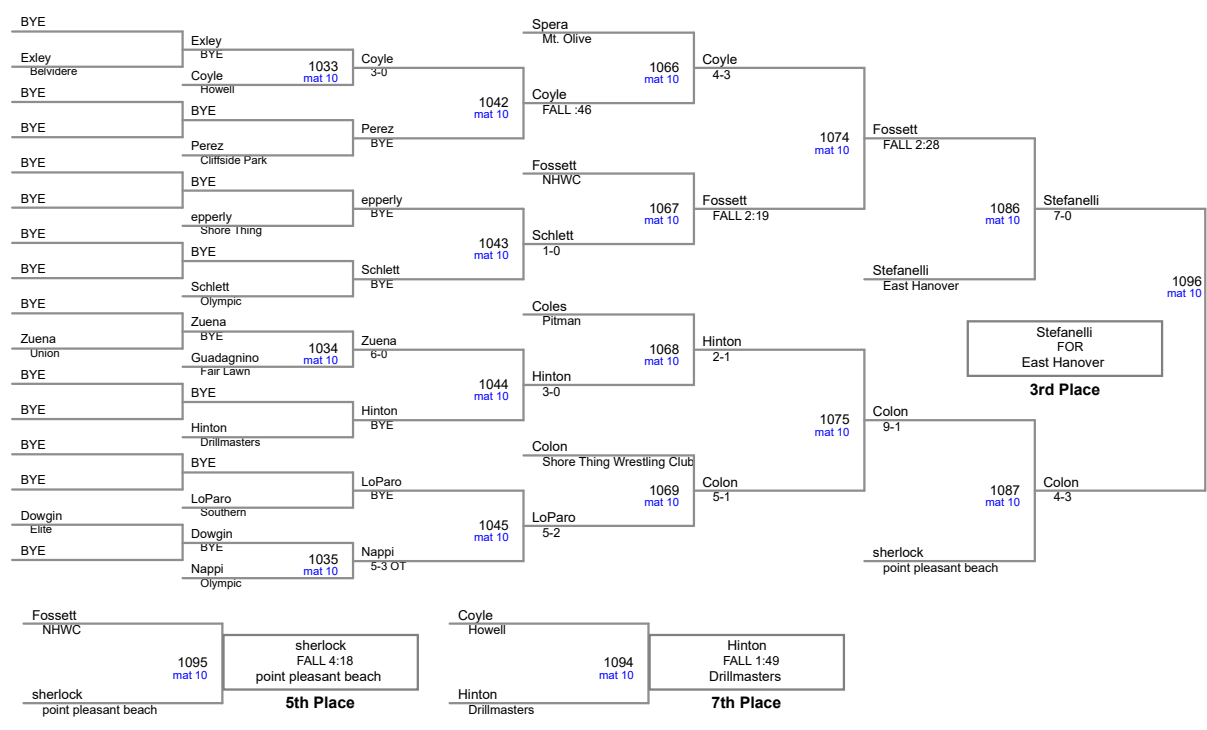 BYE
Exley
Belvidere
BYE
BYE
BYE
BYE
BYE
BYE
BYE
Zuena
Union
BYE
BYE
BYE
BYE
Dowgin
Elite
BYE
Exley
BYE
Coyle
Howell
1033
mat 10
BYE
Perez
Cliffside Park
BYE
epperly
Shore Thing
BYE
Schlett
Olympic
Zuena
BYE
Guadagnino
Fair Lawn
1034
mat 10
BYE
Hinton
Drillmasters
BYE
LoParo
Southern
Dowgin
BYE
Nappi
Olympic
1035
mat 10
Coyle
3-0
Perez
BYE
1042
mat 10
epperly
BYE
Schlett
BYE
1043
mat 10
Zuena
6-0
Hinton
BYE
1044
mat 10
LoParo
BYE
Nappi
5-3 OT
1045
mat 10
Spera
Mt. Olive
Coyle
FALL :46
1066
mat 10
Fossett
NHWC
Schlett
1-0
1067
mat 10
Coles
Pitman
Hinton
3-0
1068
mat 10
Colon
Shore Thing Wrestling Club
LoParo
5-2
1069
mat 10
Coyle
4-3
Fossett
FALL 2:19
1074
mat 10
Hinton
2-1
Colon
5-1
1075
mat 10
Fossett
FALL 2:28
Stefanelli
East Hanover
1086
mat 10
Colon
9-1
sherlock
point pleasant beach
1087
mat 10
Stefanelli
7-0
Colon
4-3
1096
mat 10
Stefanelli
FOR
East Hanover
3rd Place
Fossett
NHWC
sherlock
point pleasant beach
1095
mat 10
sherlock
FALL 4:18
point pleasant beach
5th Place
Coyle
Howell
Hinton
Drillmasters
1094
mat 10
Hinton
FALL 1:49
Drillmasters
7th Place